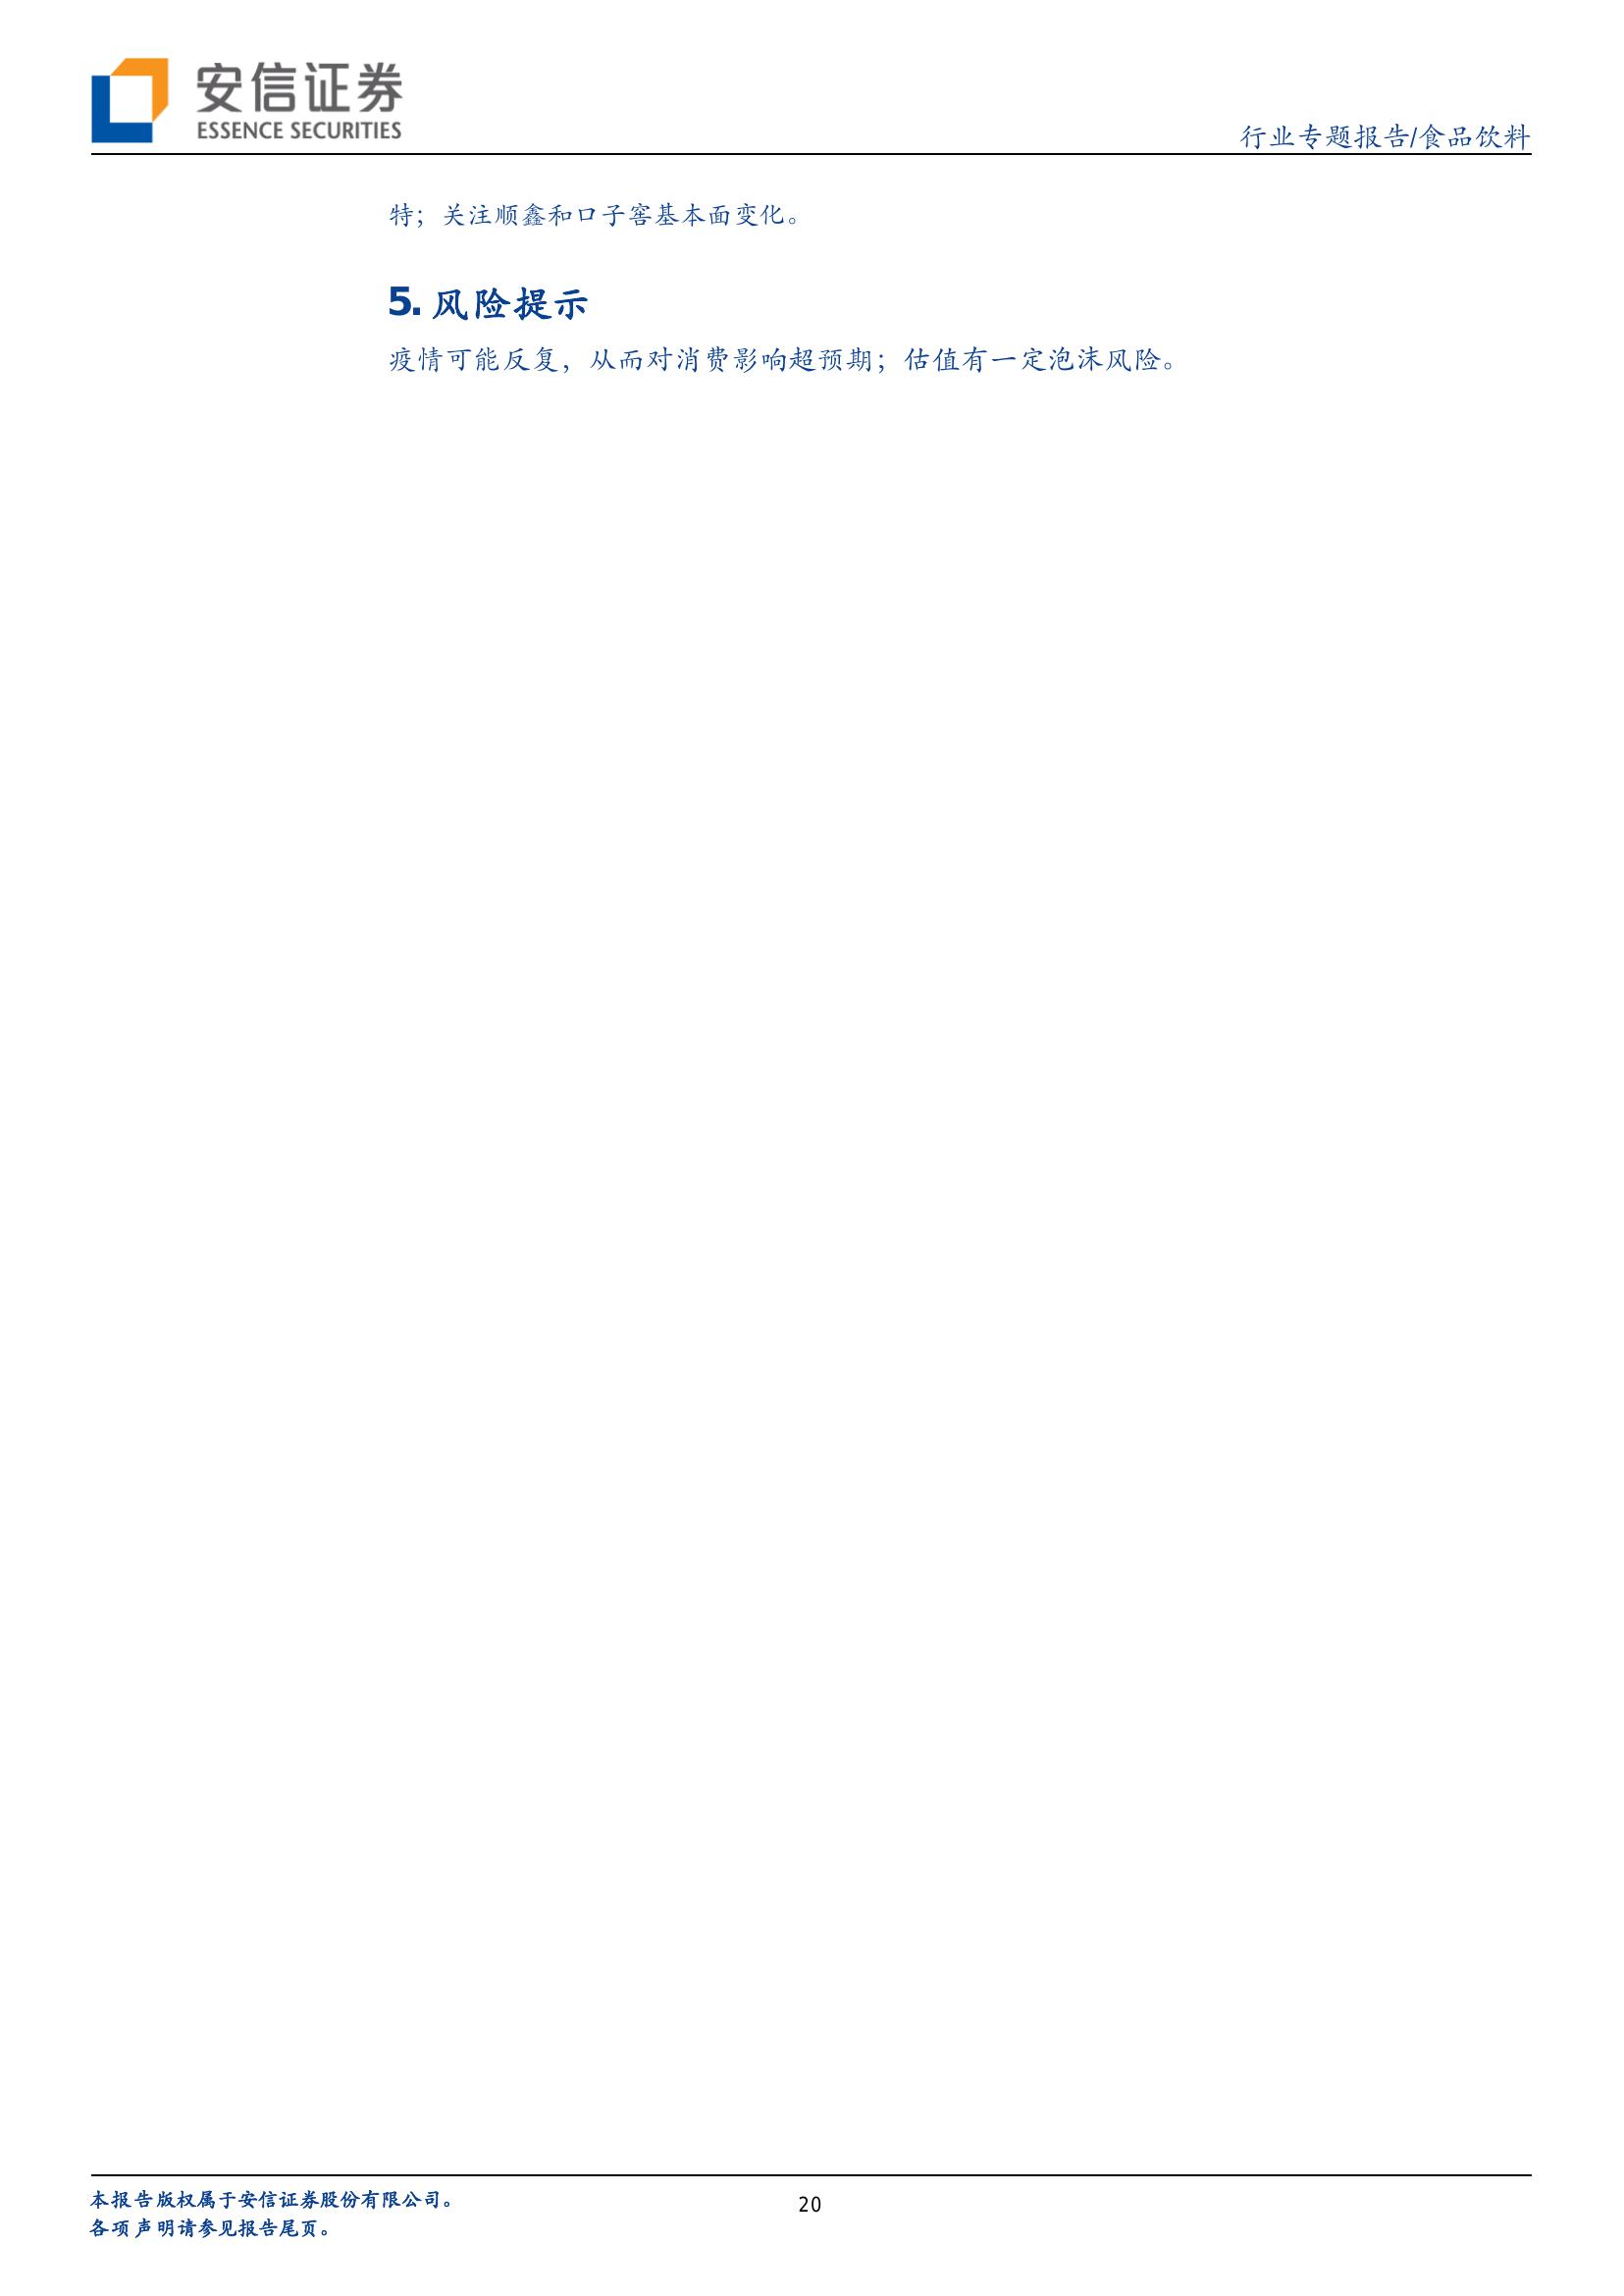 安信证券
ESSENCE SECURITIES
行业专题报告/食品饮料
特；关注顺鑫和口子窖基本面变化。
5. 风险提示
疫情可能反复，从而对消费影响超预期；估值有一定泡沫风险。
本报告版权属于安信证券股份有限公司。
20
各项声明请参见报告尾页。